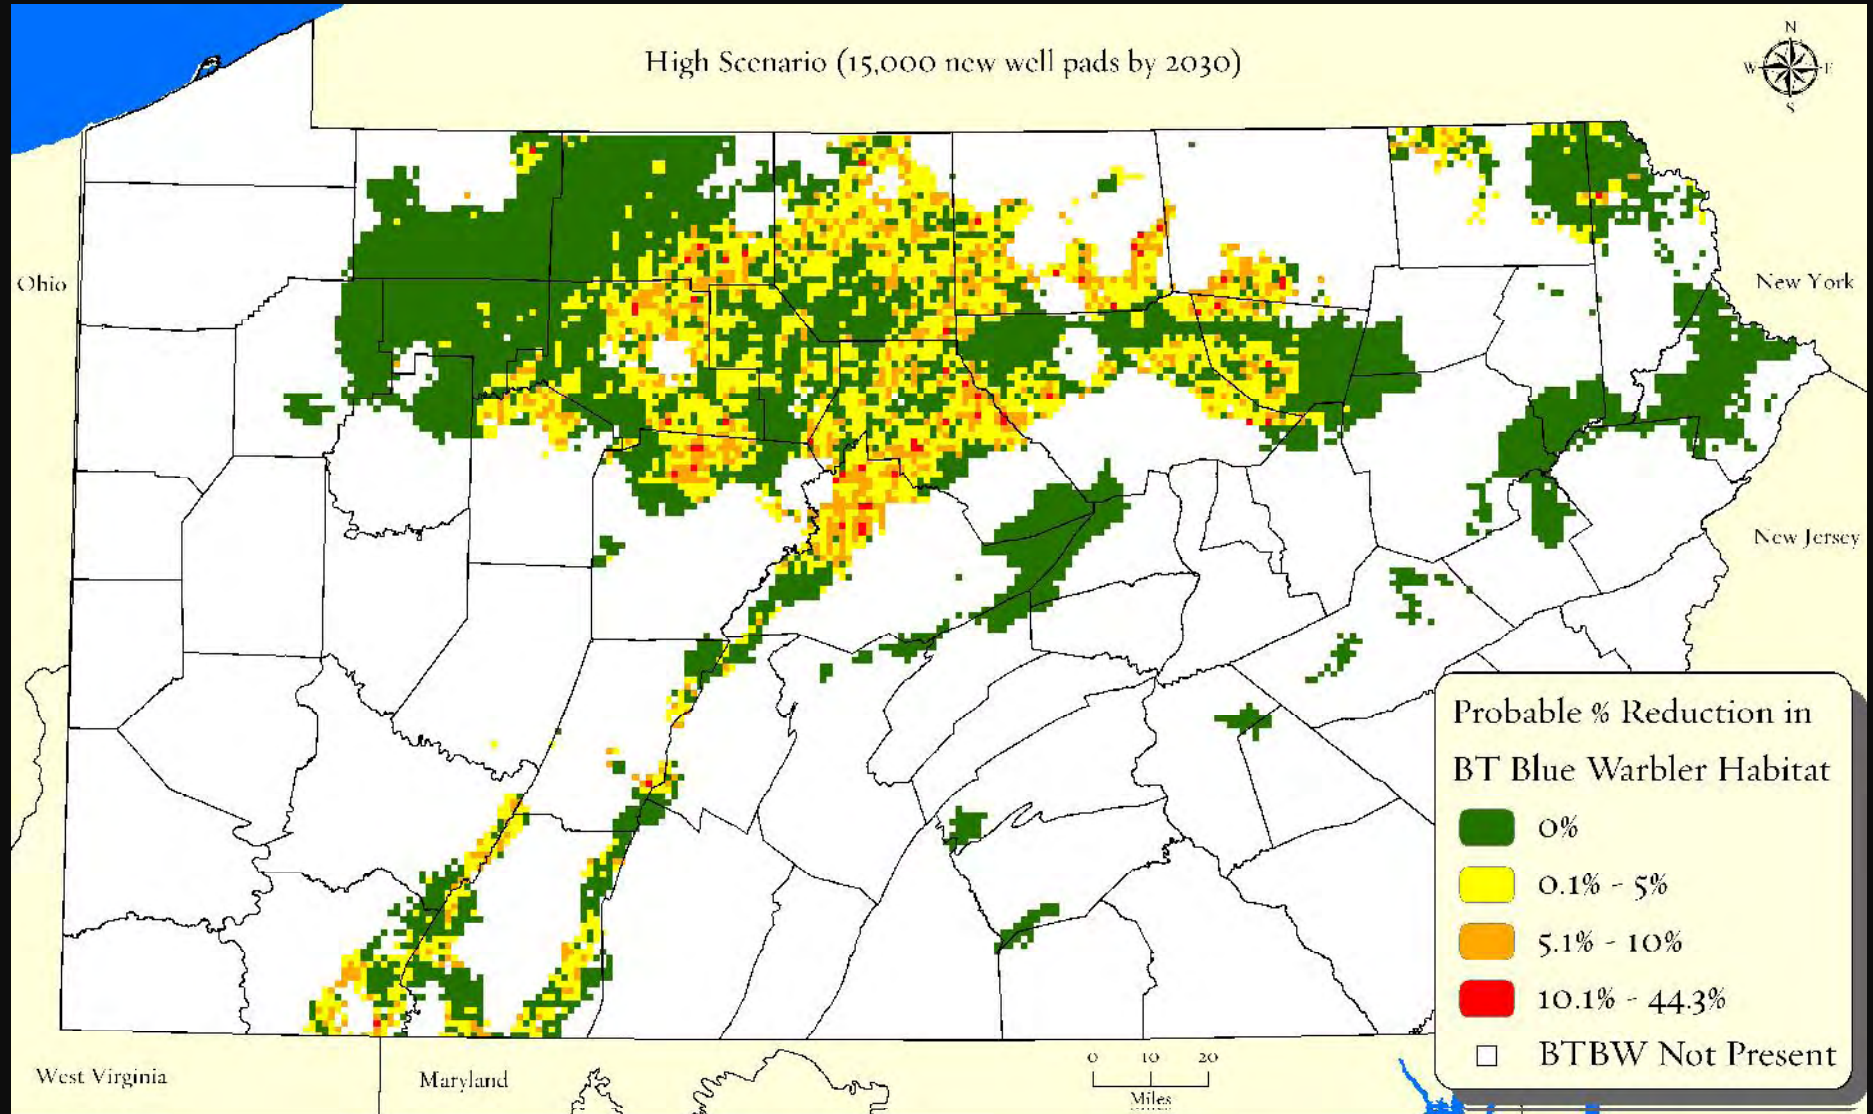 High Scenario (15,000 new well pads by 2030)
N
W E
S
Ohio
New York
New Jersey
Probable % Reduction in
BT Blue Warbler Habitat
0%
0.1% - 5%
5.1% - 10%
10.1% - 44.3%
BTBW Not Present
West Virginia
Maryland
0 10 20
Miles